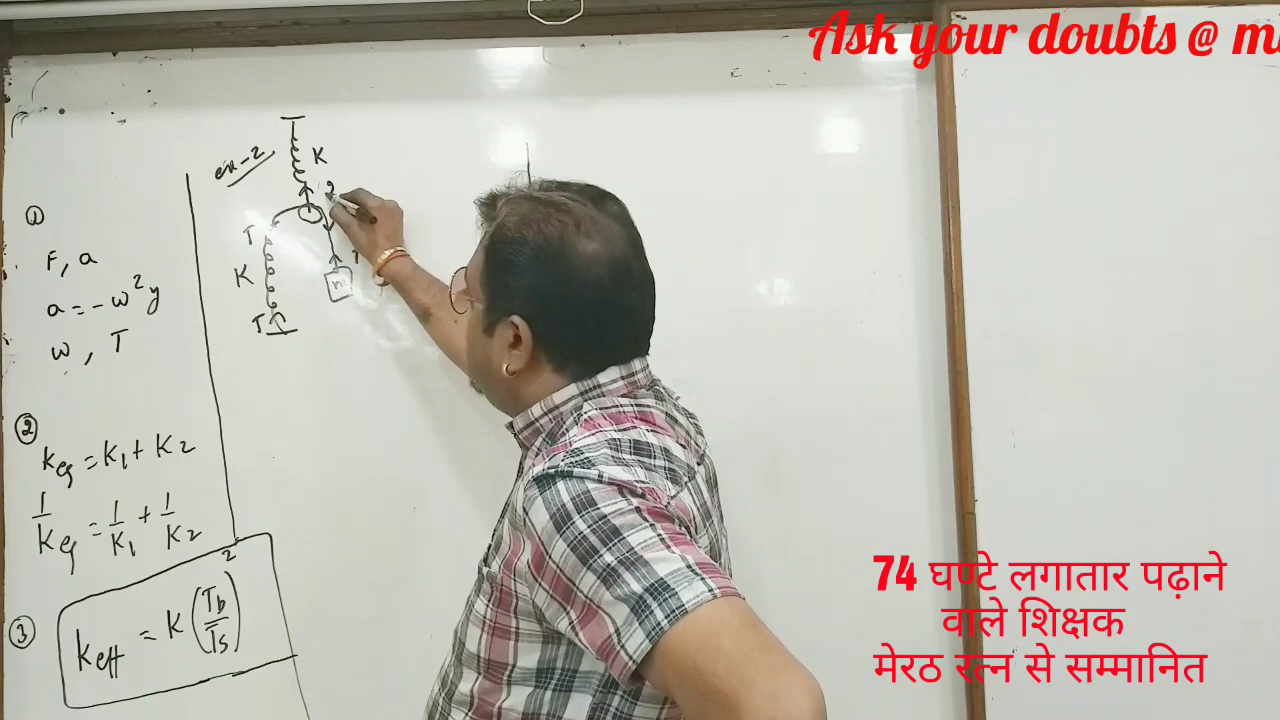 Ask your doubts @
ex-2
K
2
T
K
T
m
①
F, a
a = -ω²y
ω, T
②
keq = K₁ + K₂
1/Keq = 1/K₁ + 1/K₂
③
Keff = K (Tb/Ts)²
74 घण्टे लगातार पढ़ाने
वाले शिक्षक
मेरठ रत्न से सम्मानित